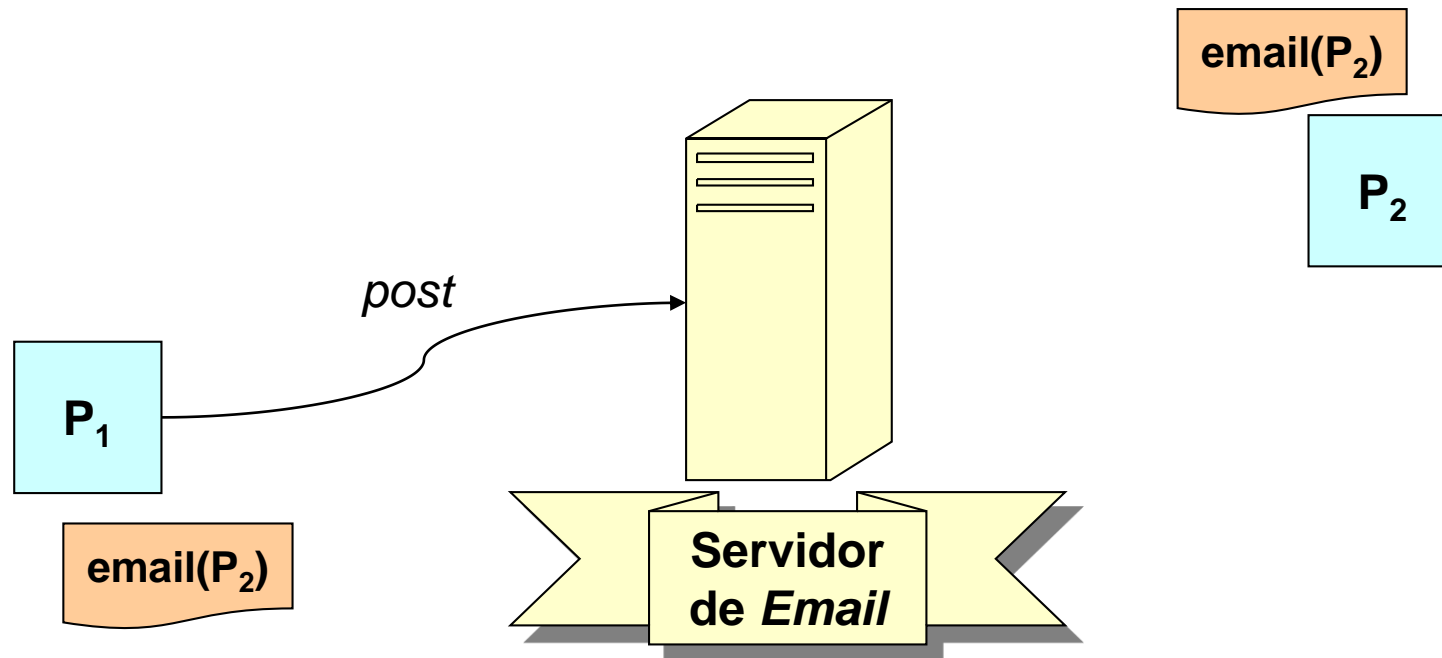 email(P₂)
P₂
post
P₁
email(P₂)
Servidor
de Email